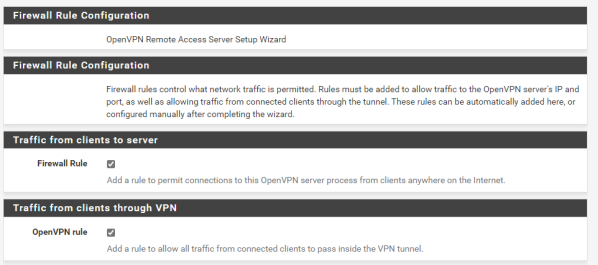 Firewall Rule Configuration
OpenVPN Remote Access Server Setup Wizard
Firewall Rule Configuration
Firewall rules control what network traffic is permitted. Rules must be added to allow traffic to the OpenVPN server's IP and
port, as well as allowing traffic from connected clients through the tunnel. These rules can be automatically added here, or
configured manually after completing the wizard.
Traffic from clients to server
Firewall Rule
Add a rule to permit connections to this OpenVPN server process from clients anywhere on the Internet.
Traffic from clients through VPN
OpenVPN rule
Add a rule to allow all traffic from connected clients to pass inside the VPN tunnel.